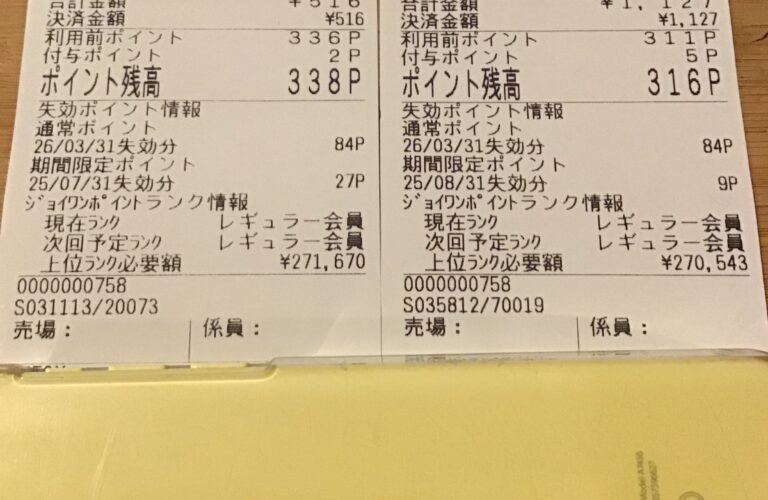 合計金額 ¥516
決済金額 ¥516
利用前ポイント 336P
付与ポイント 2P
ポイント残高 338P
失効ポイント情報
通常ポイント
26/03/31失効分 84P
期間限定ポイント
25/07/31失効分 27P
ジョイワンポイントランク情報
現在ランク レギュラー会員
次回予定ランク レギュラー会員
上位ランク必要額 ¥271,670
0000000758
S031113/20073
売場： 係員：
合計金額 ¥1,127
決済金額 ¥1,127
利用前ポイント 311P
付与ポイント 5P
ポイント残高 316P
失効ポイント情報
通常ポイント
26/03/31失効分 84P
期間限定ポイント
25/08/31失効分 9P
ジョイワンポイントランク情報
現在ランク レギュラー会員
次回予定ランク レギュラー会員
上位ランク必要額 ¥270,543
0000000758
S035812/70019
売場： 係員：